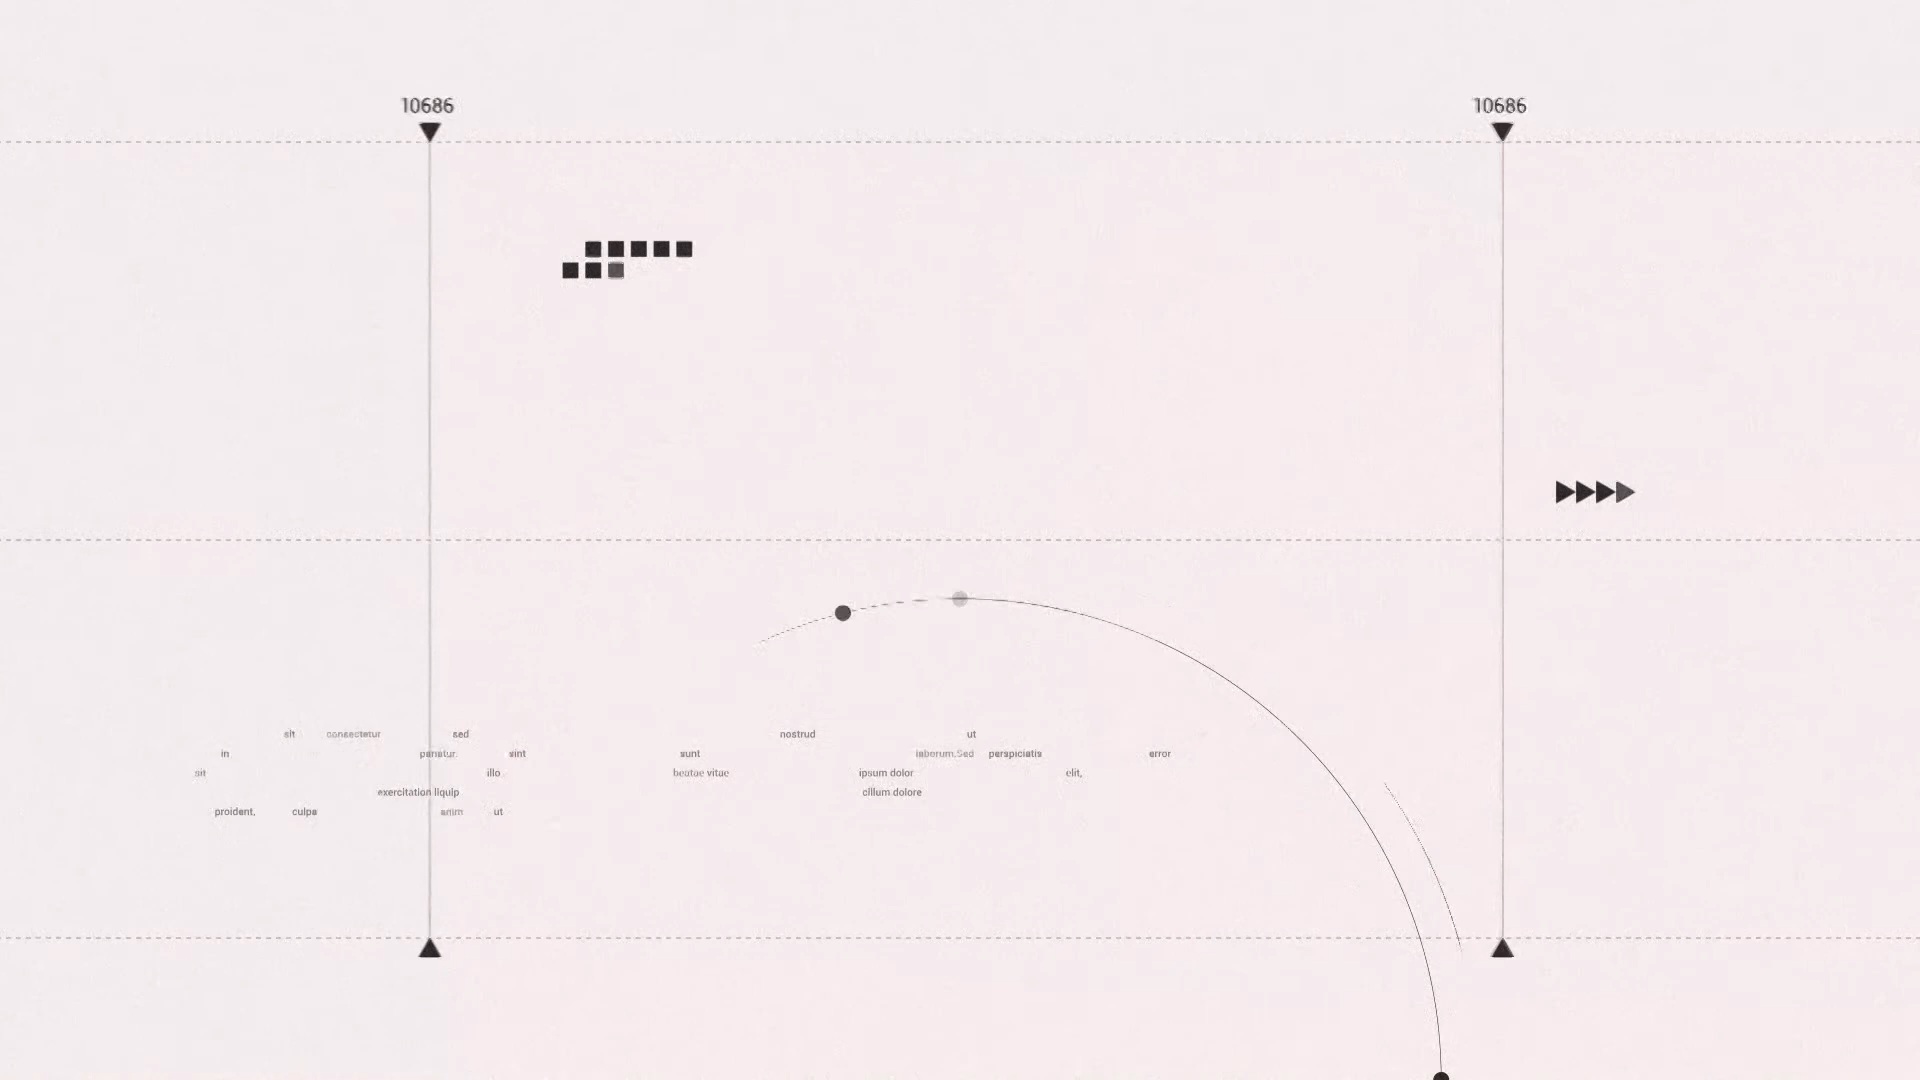 10686 10686
sit consectetur sed nostrud ut
in pariatur. sint sunt laborum.Sed perspiciatis error
sit illo beatae vitae ipsum dolor elit,
exercitation liquip cillum dolore
proident, culpa anim ut